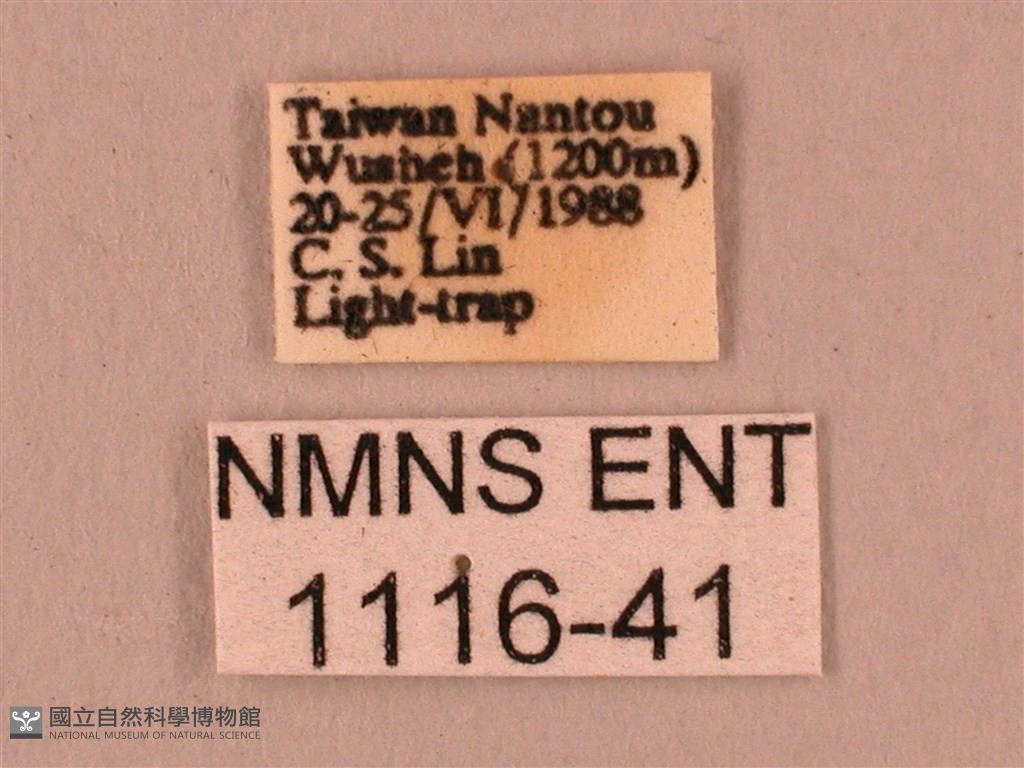 Taiwan Nantou
Wusheh (1200m)
20-25/VI/1988
C. S. Lin
Light-trap
NMNS ENT
1116-41
國立自然科學博物館
NATIONAL MUSEUM OF NATURAL SCIENCE